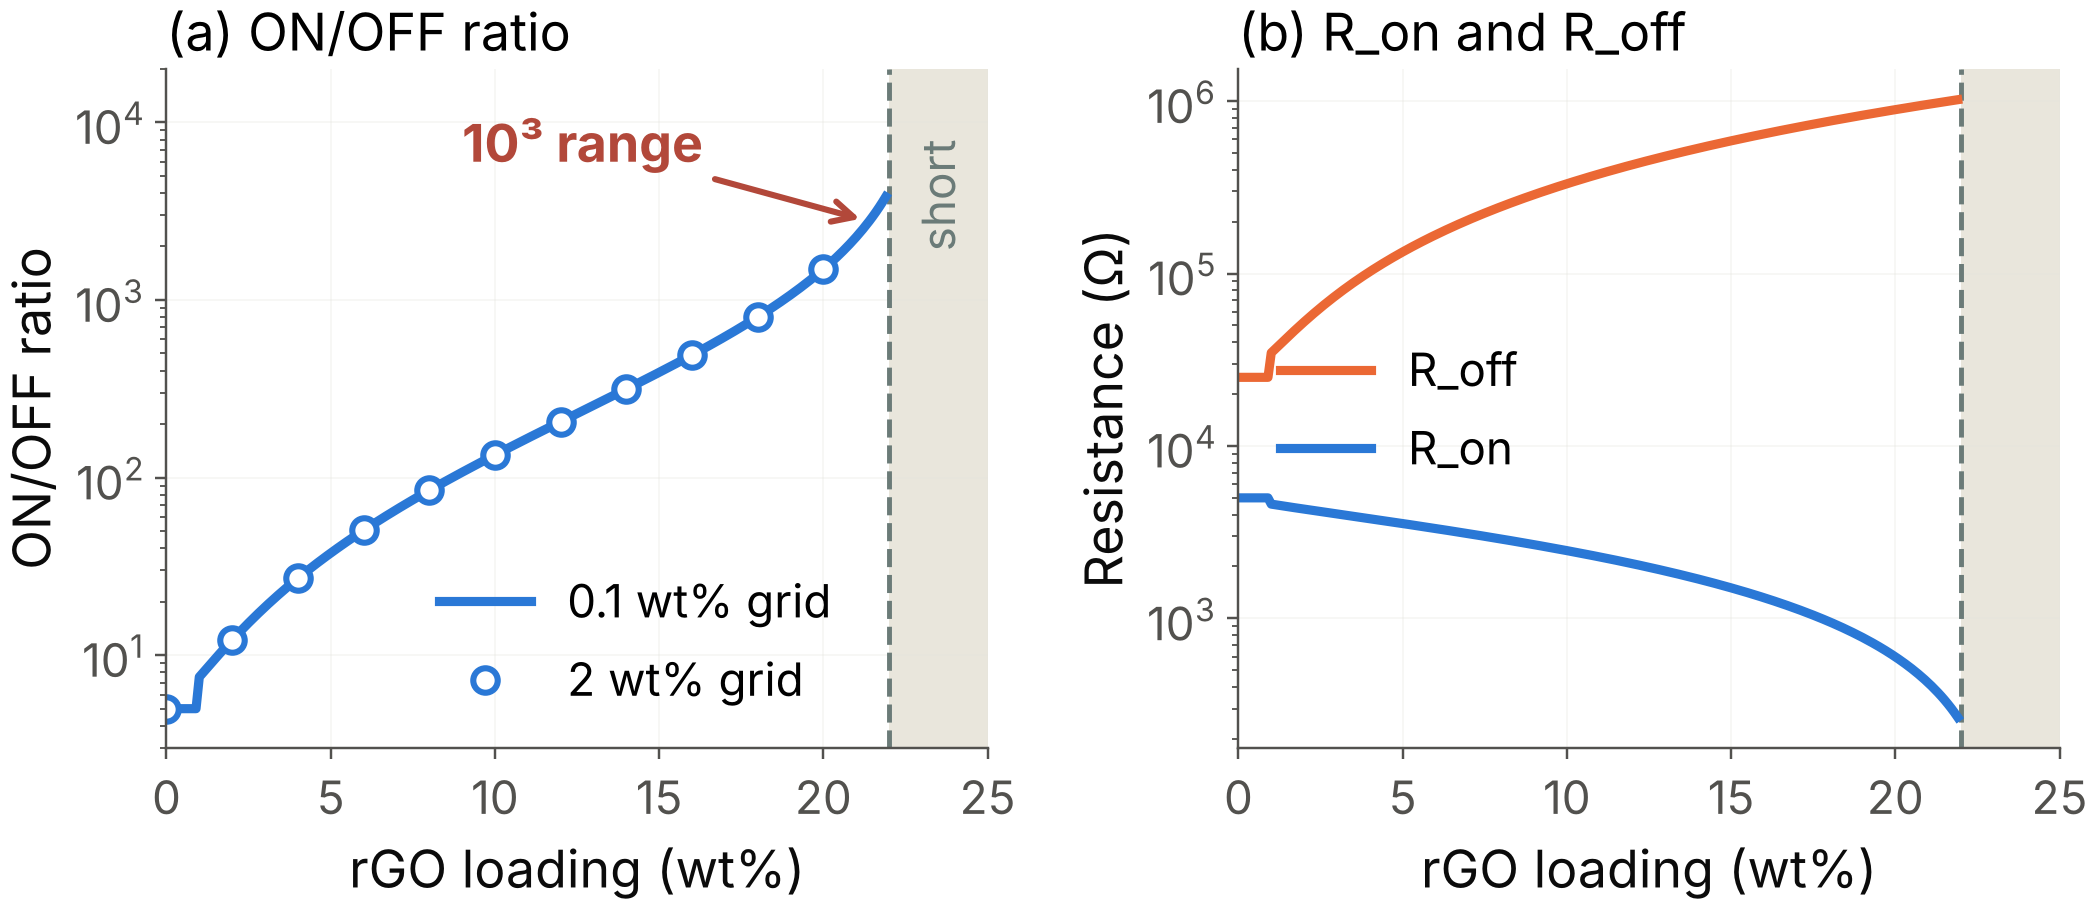 (a) ON/OFF ratio
ON/OFF ratio
10⁴
10³
10²
10¹
10³ range
short
0.1 wt% grid
2 wt% grid
0 5 10 15 20 25
rGO loading (wt%)
(b) R_on and R_off
Resistance (Ω)
10⁶
10⁵
10⁴
10³
R_off
R_on
0 5 10 15 20 25
rGO loading (wt%)